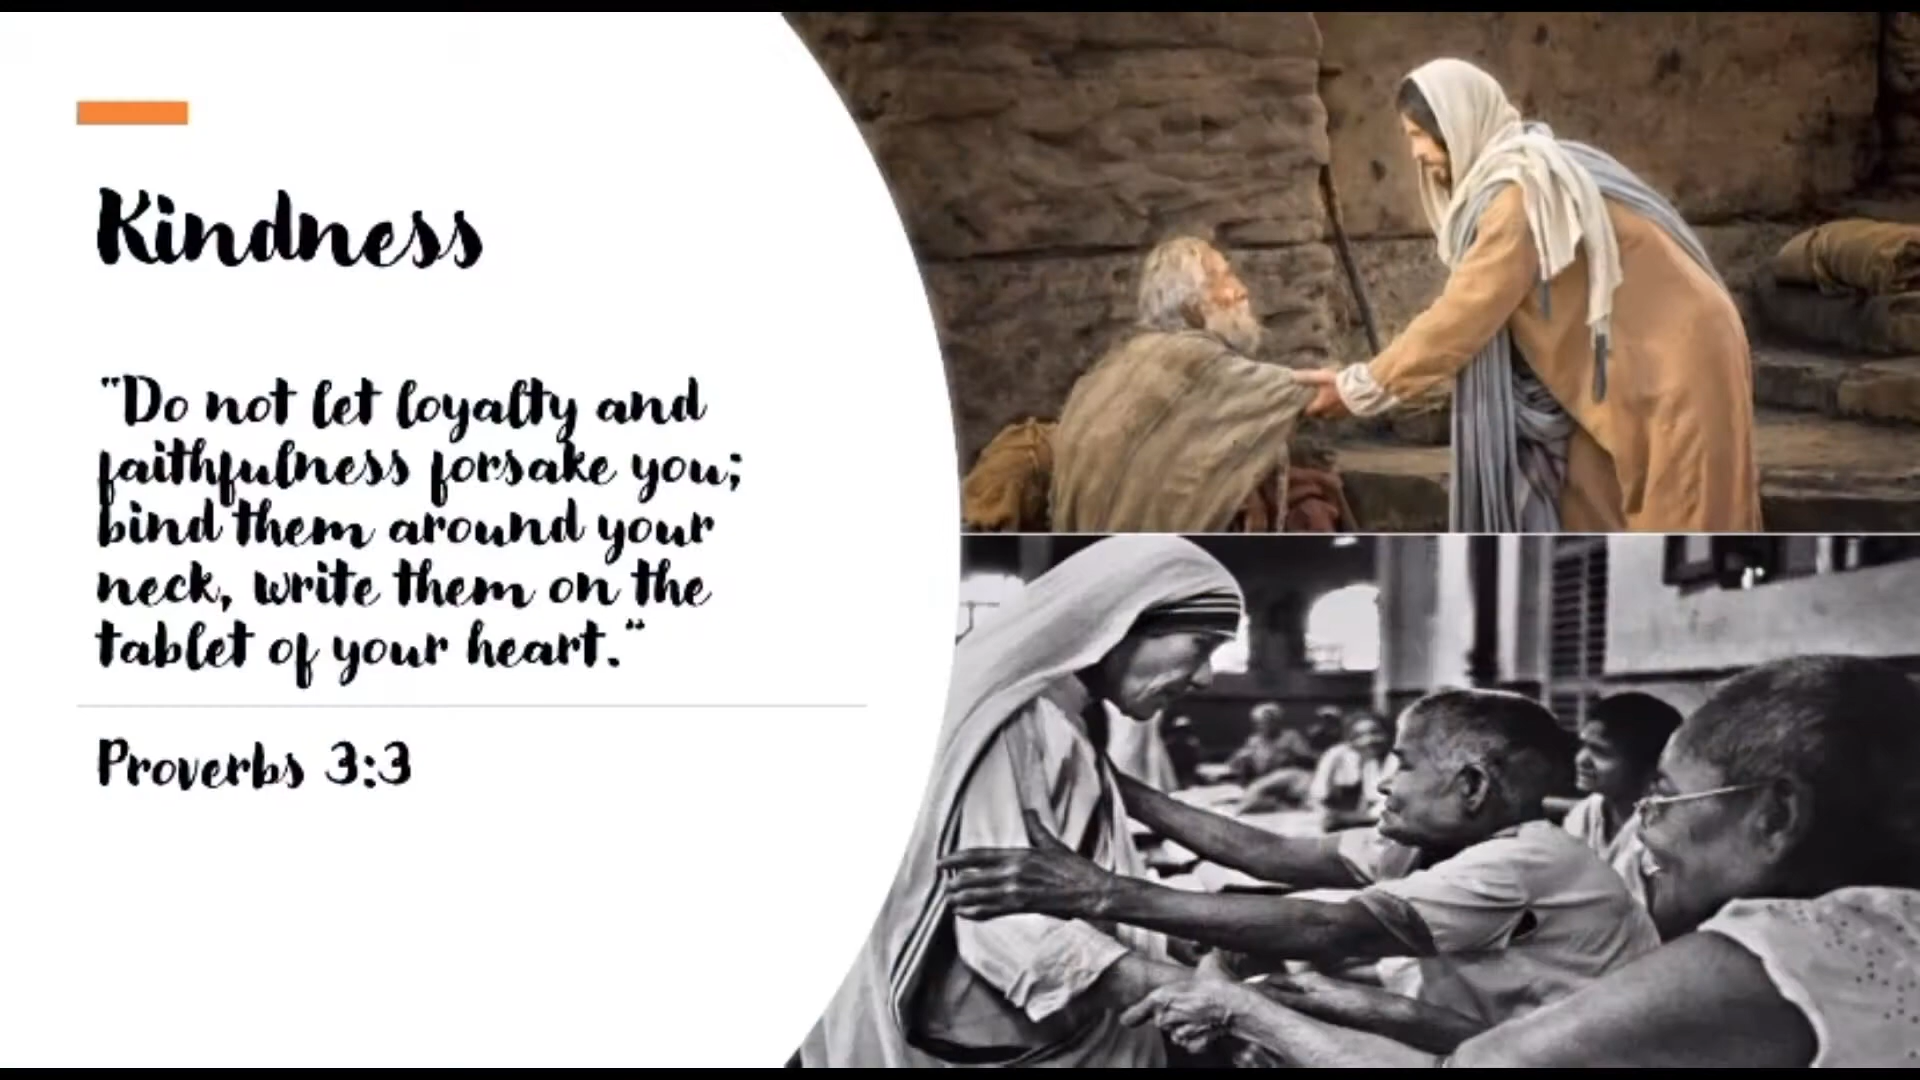 Kindness
"Do not let loyalty and
faithfulness forsake you;
bind them around your
neck, write them on the
tablet of your heart."
Proverbs 3:3